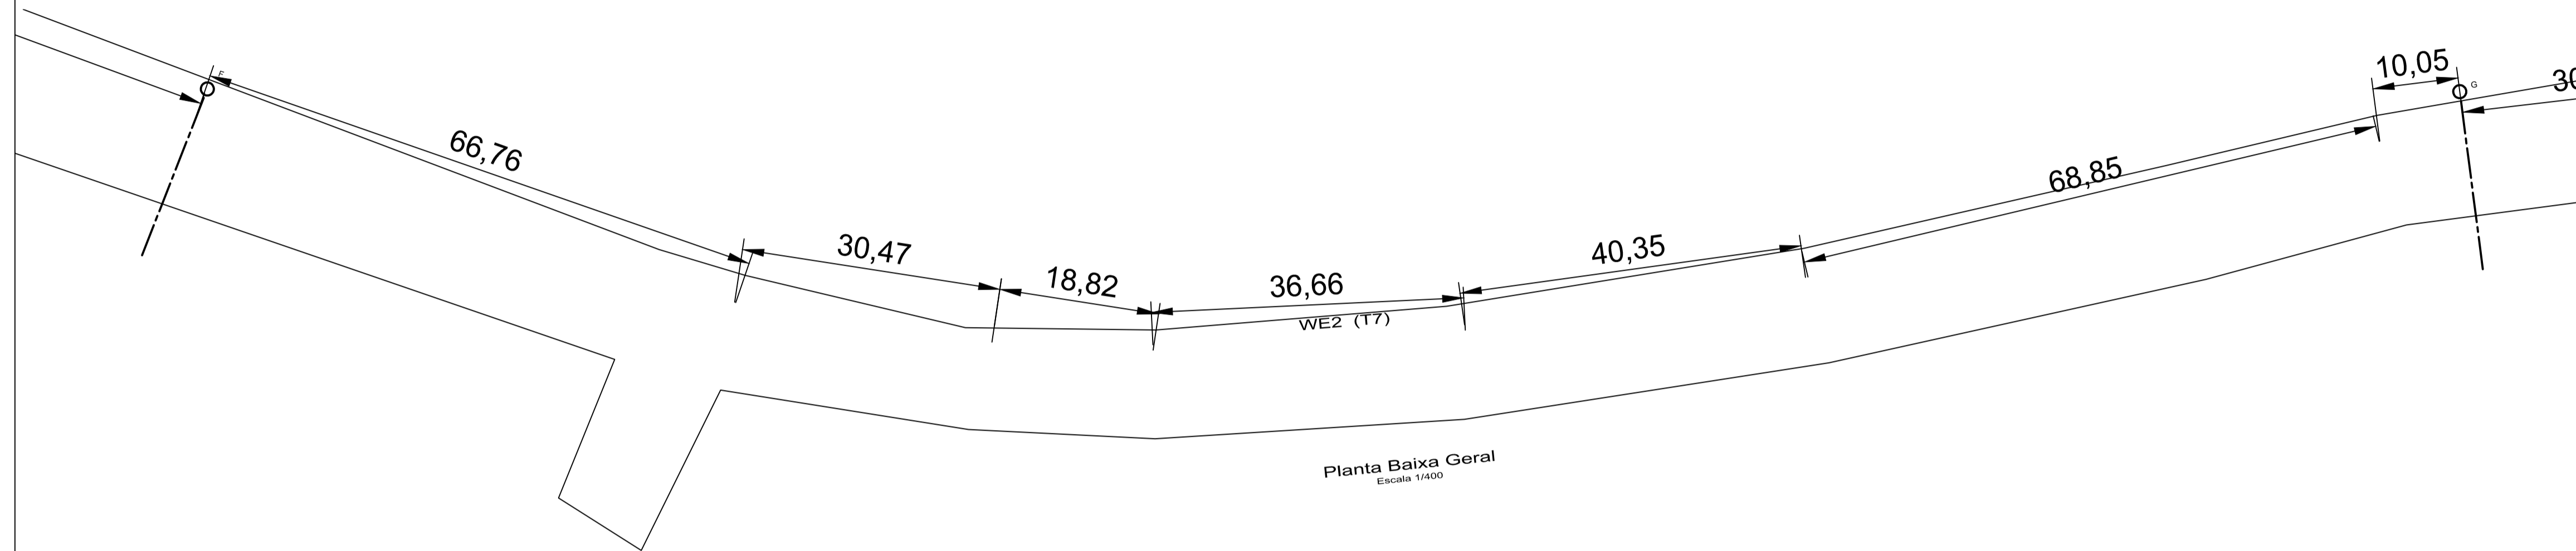 F
66,76
30,47
18,82
36,66
WE2 (T7)
40,35
68,85
10,05
G
30
Planta Baixa Geral
Escala 1/400